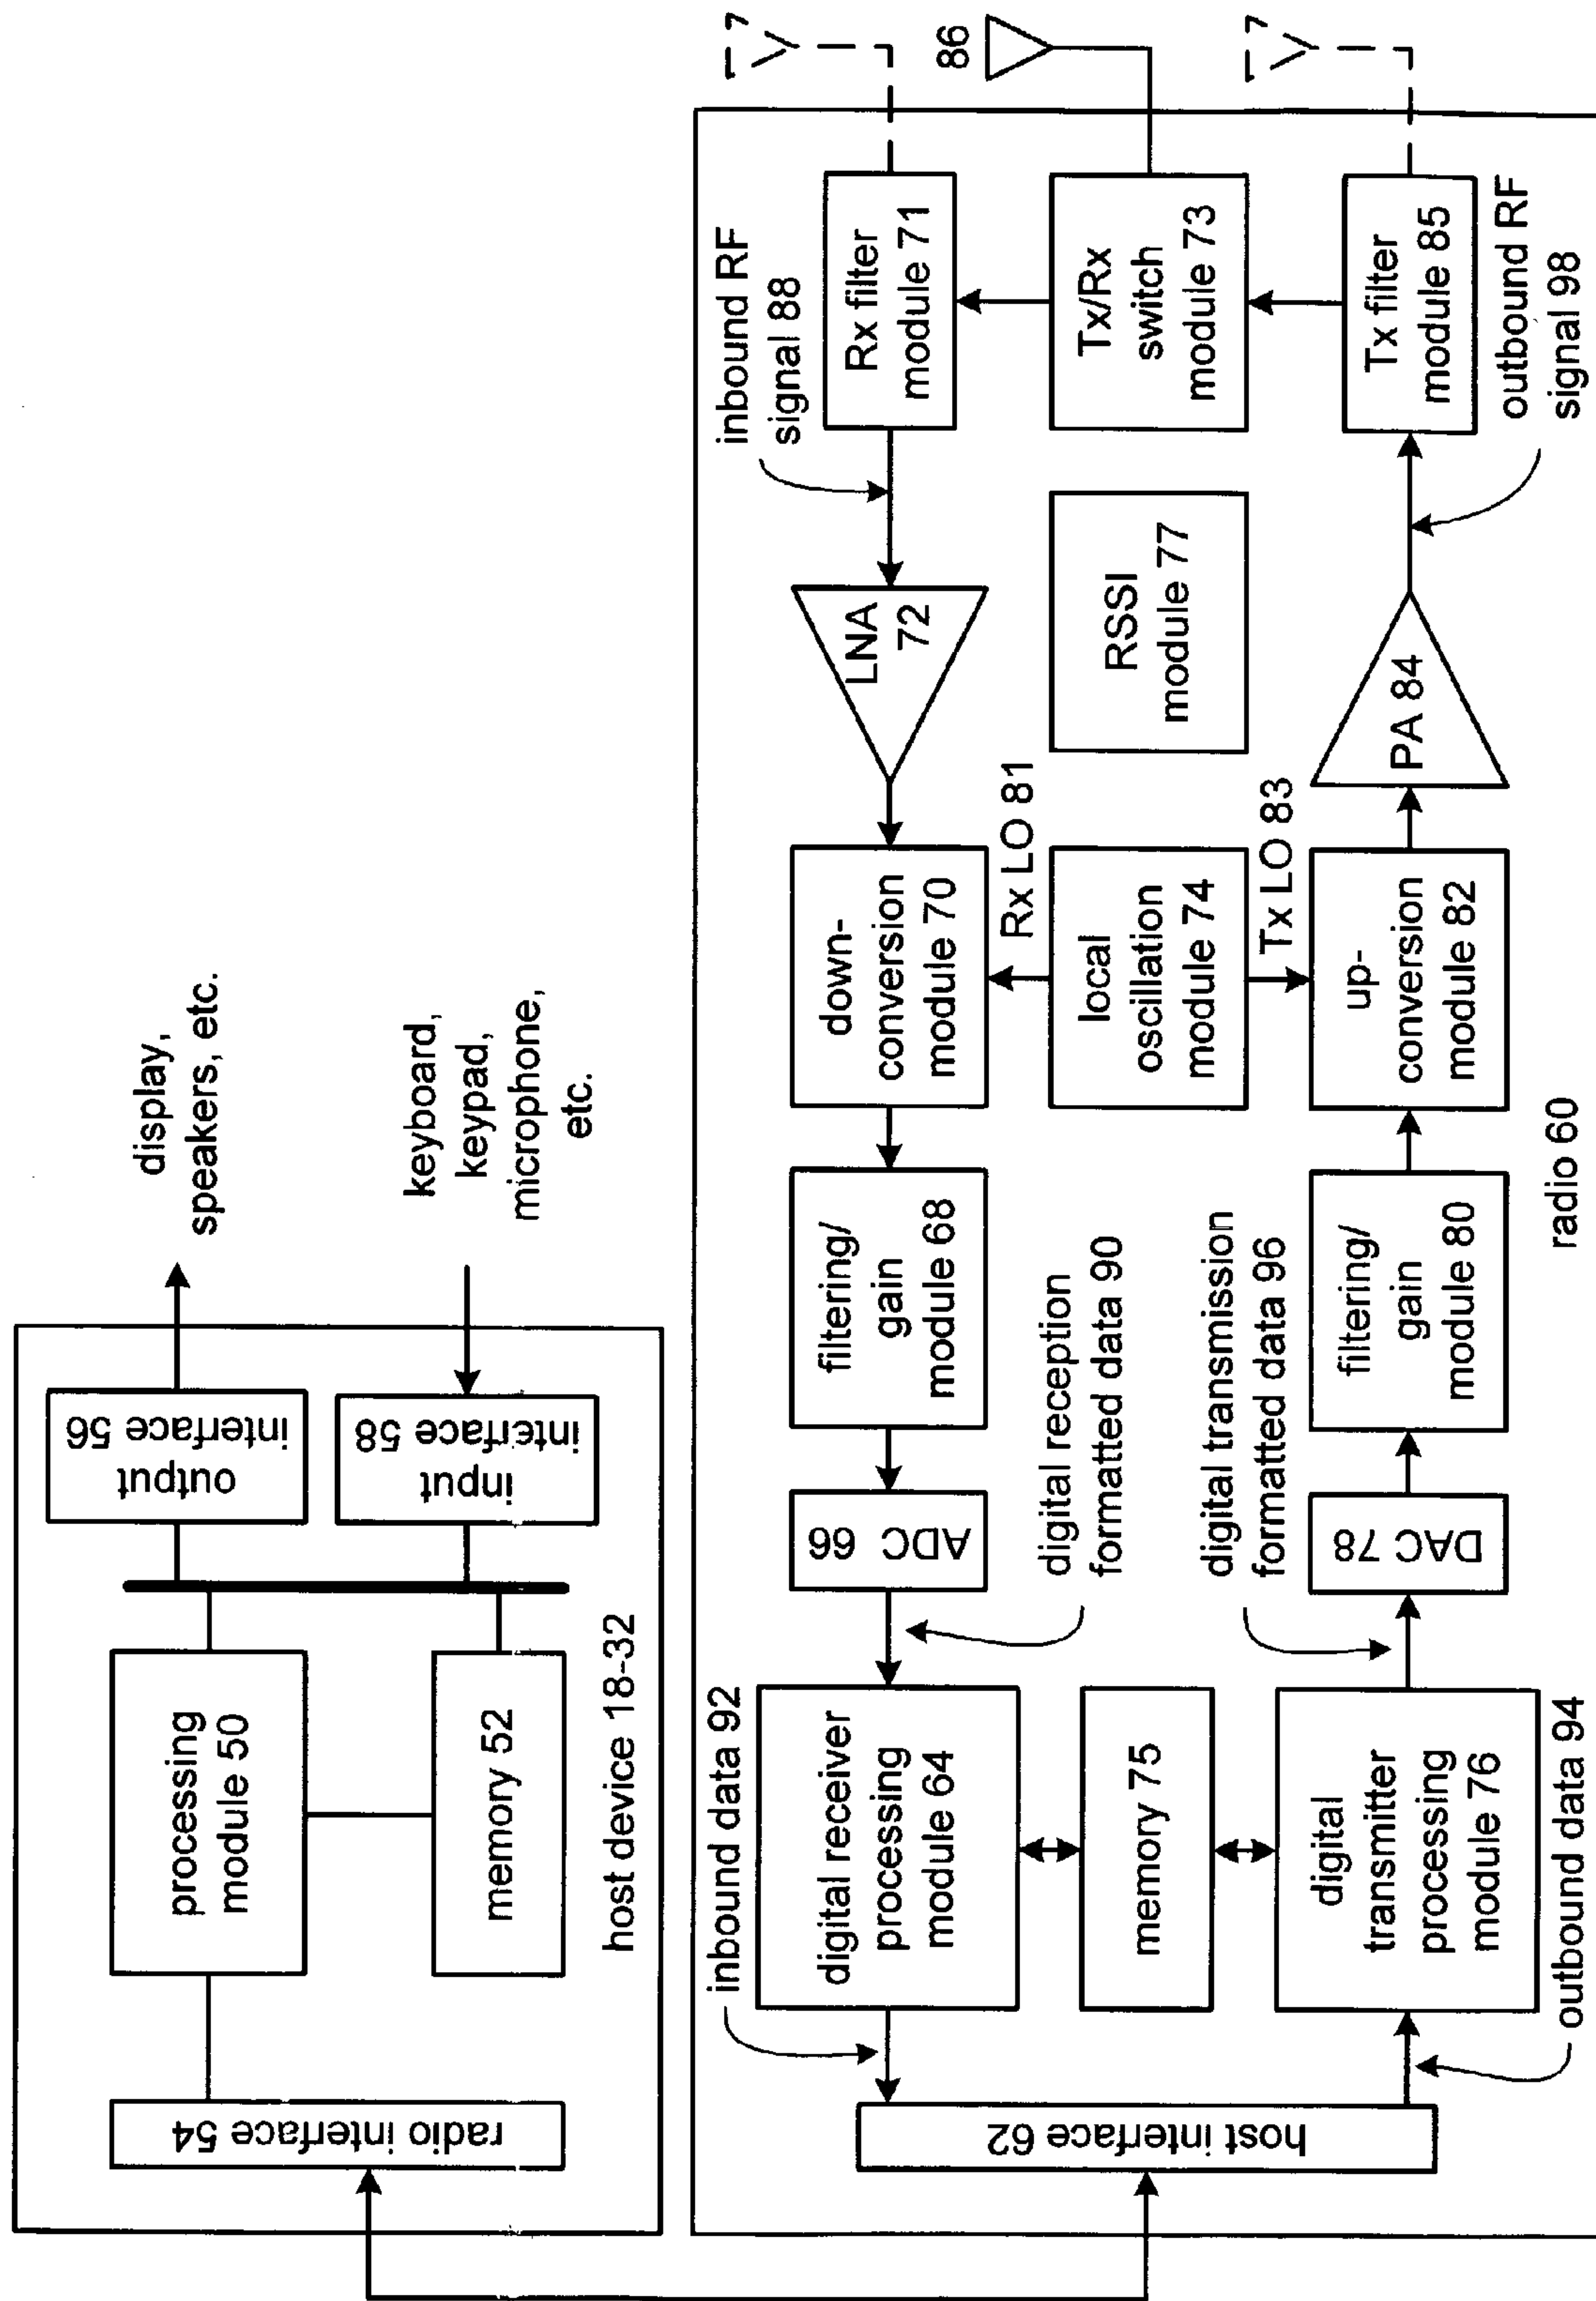 radio interface 54
processing
module 50
memory 52
output
interface 56
input
interface 58
display,
speakers, etc.
keyboard,
keypad,
microphone,
etc.
host device 18-32
host interface 62
inbound data 92
digital receiver
processing
module 64
memory 75
digital
transmitter
processing
module 76
outbound data 94
ADC 66
digital reception
formatted data 90
digital transmission
formatted data 96
DAC 78
filtering/
gain
module 68
filtering/
gain
module 80
down-
conversion
module 70
Rx LO 81
local
oscillation
module 74
Tx LO 83
up-
conversion
module 82
LNA
72
RSSI
module 77
PA 84
inbound RF
signal 88
Rx filter
module 71
Tx/Rx
switch
module 73
Tx filter
module 85
outbound RF
signal 98
86
radio 60